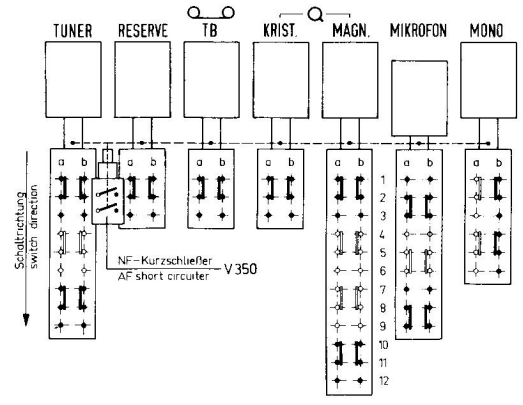 TUNER RESERVE TB KRIST. MAGN. MIKROFON MONO
a b a b a b a b a b a b a b
1
2
3
4
5
6
7
8
9
10
11
12
Schaltrichtung
switch direction
NF-Kurzschließer
AF short circuiter
V350